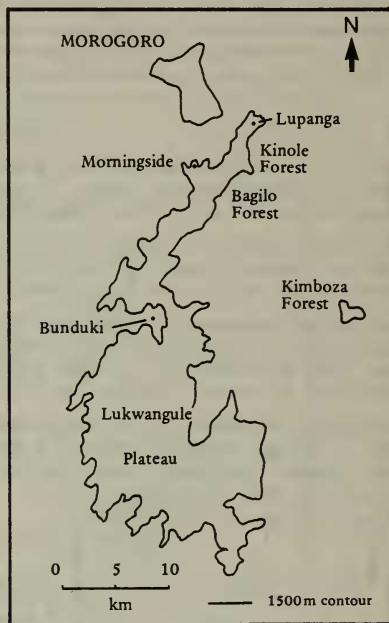 N
MOROGORO
Lupanga
Kinole
Forest
Morningside
Bagilo
Forest
Kimboza
Forest
Bunduki
Lukwangule
Plateau
0 5 10
km
1500m contour